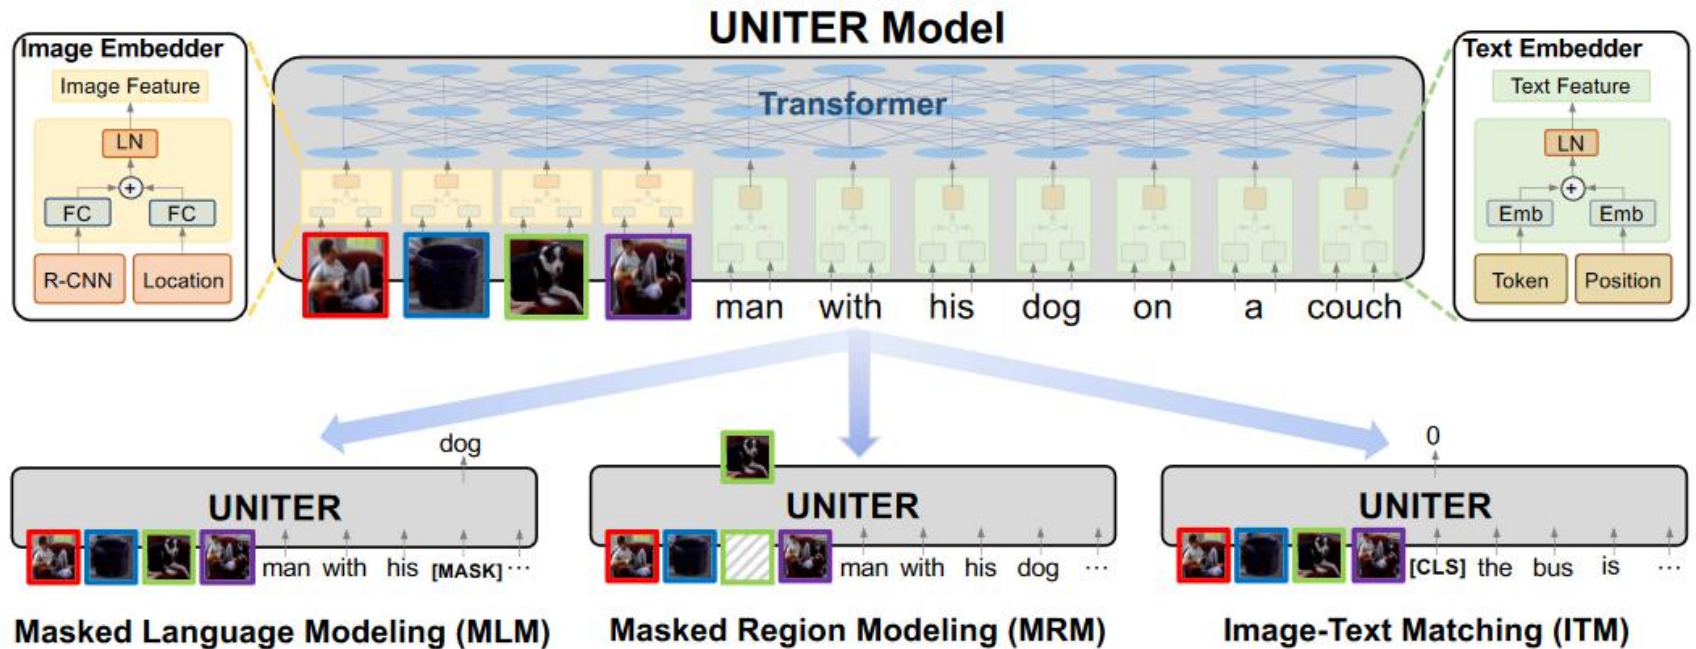 UNITER Model
Image Embedder
Image Feature
LN
+
FC FC
R-CNN Location
Transformer
Text Embedder
Text Feature
LN
+
Emb Emb
Token Position
man with his dog on a couch
dog
UNITER
man with his [MASK] ...
Masked Language Modeling (MLM)
UNITER
man with his dog ...
Masked Region Modeling (MRM)
0
UNITER
[CLS] the bus is ...
Image-Text Matching (ITM)